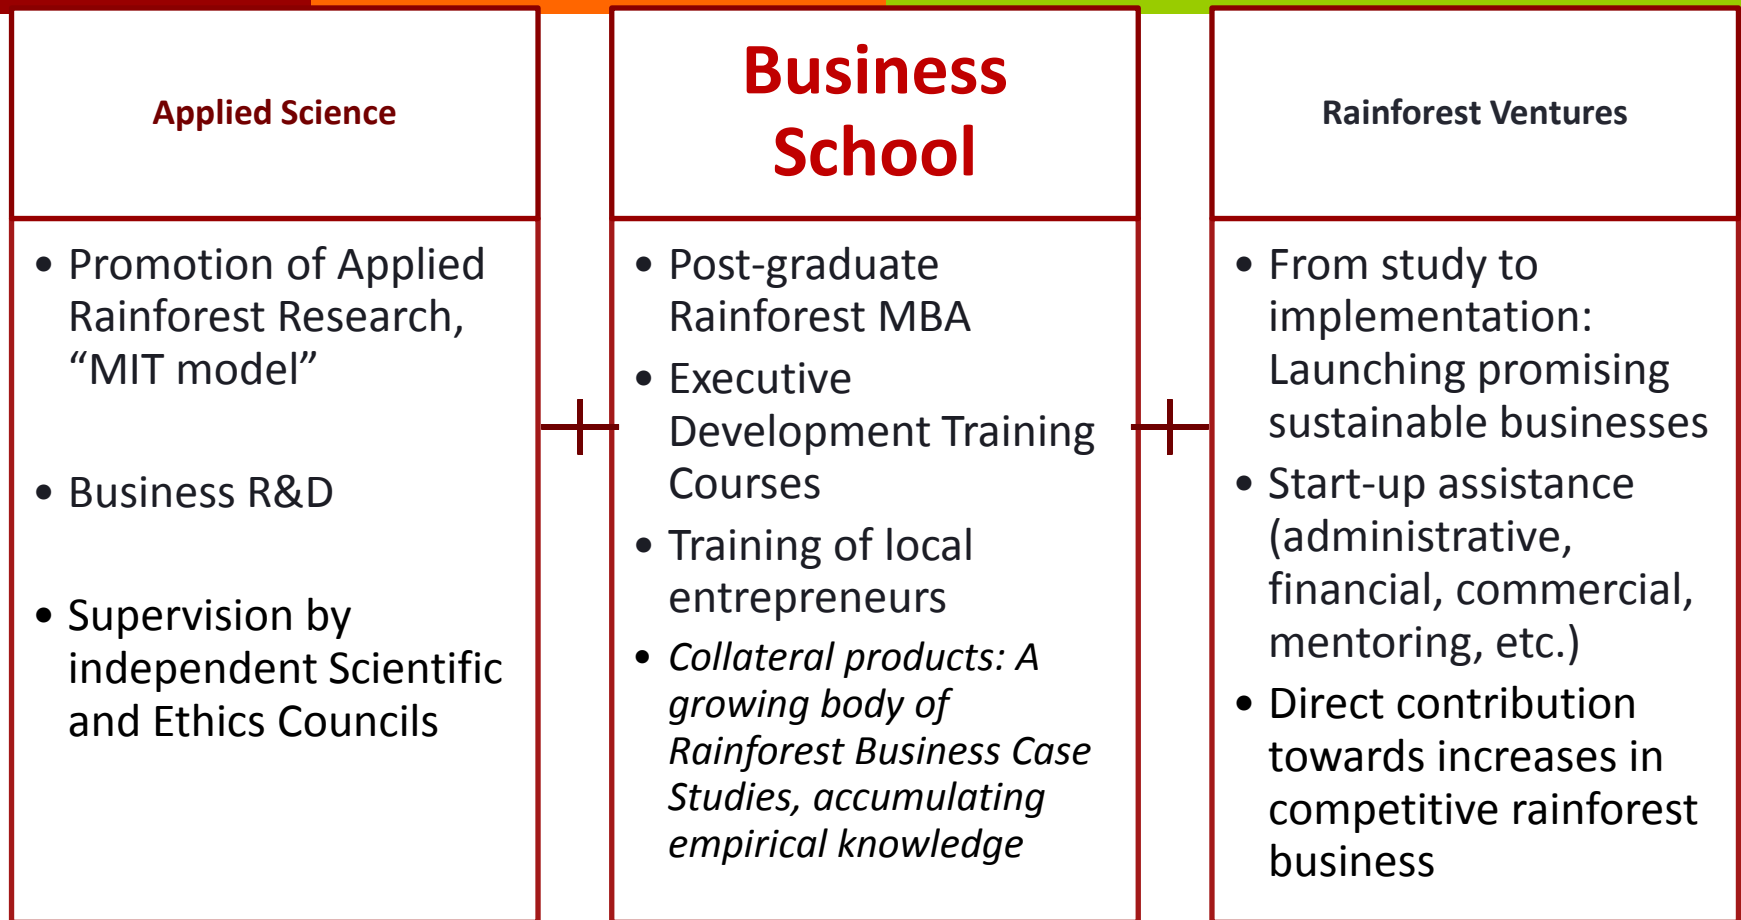 Applied Science
• Promotion of Applied
Rainforest Research,
“MIT model”
• Business R&D
• Supervision by
independent Scientific
and Ethics Councils
Business
School
• Post-graduate
Rainforest MBA
• Executive
Development Training
Courses
• Training of local
entrepreneurs
• Collateral products: A
growing body of
Rainforest Business Case
Studies, accumulating
empirical knowledge
Rainforest Ventures
• From study to
implementation:
Launching promising
sustainable businesses
• Start-up assistance
(administrative,
financial, commercial,
mentoring, etc.)
• Direct contribution
towards increases in
competitive rainforest
business